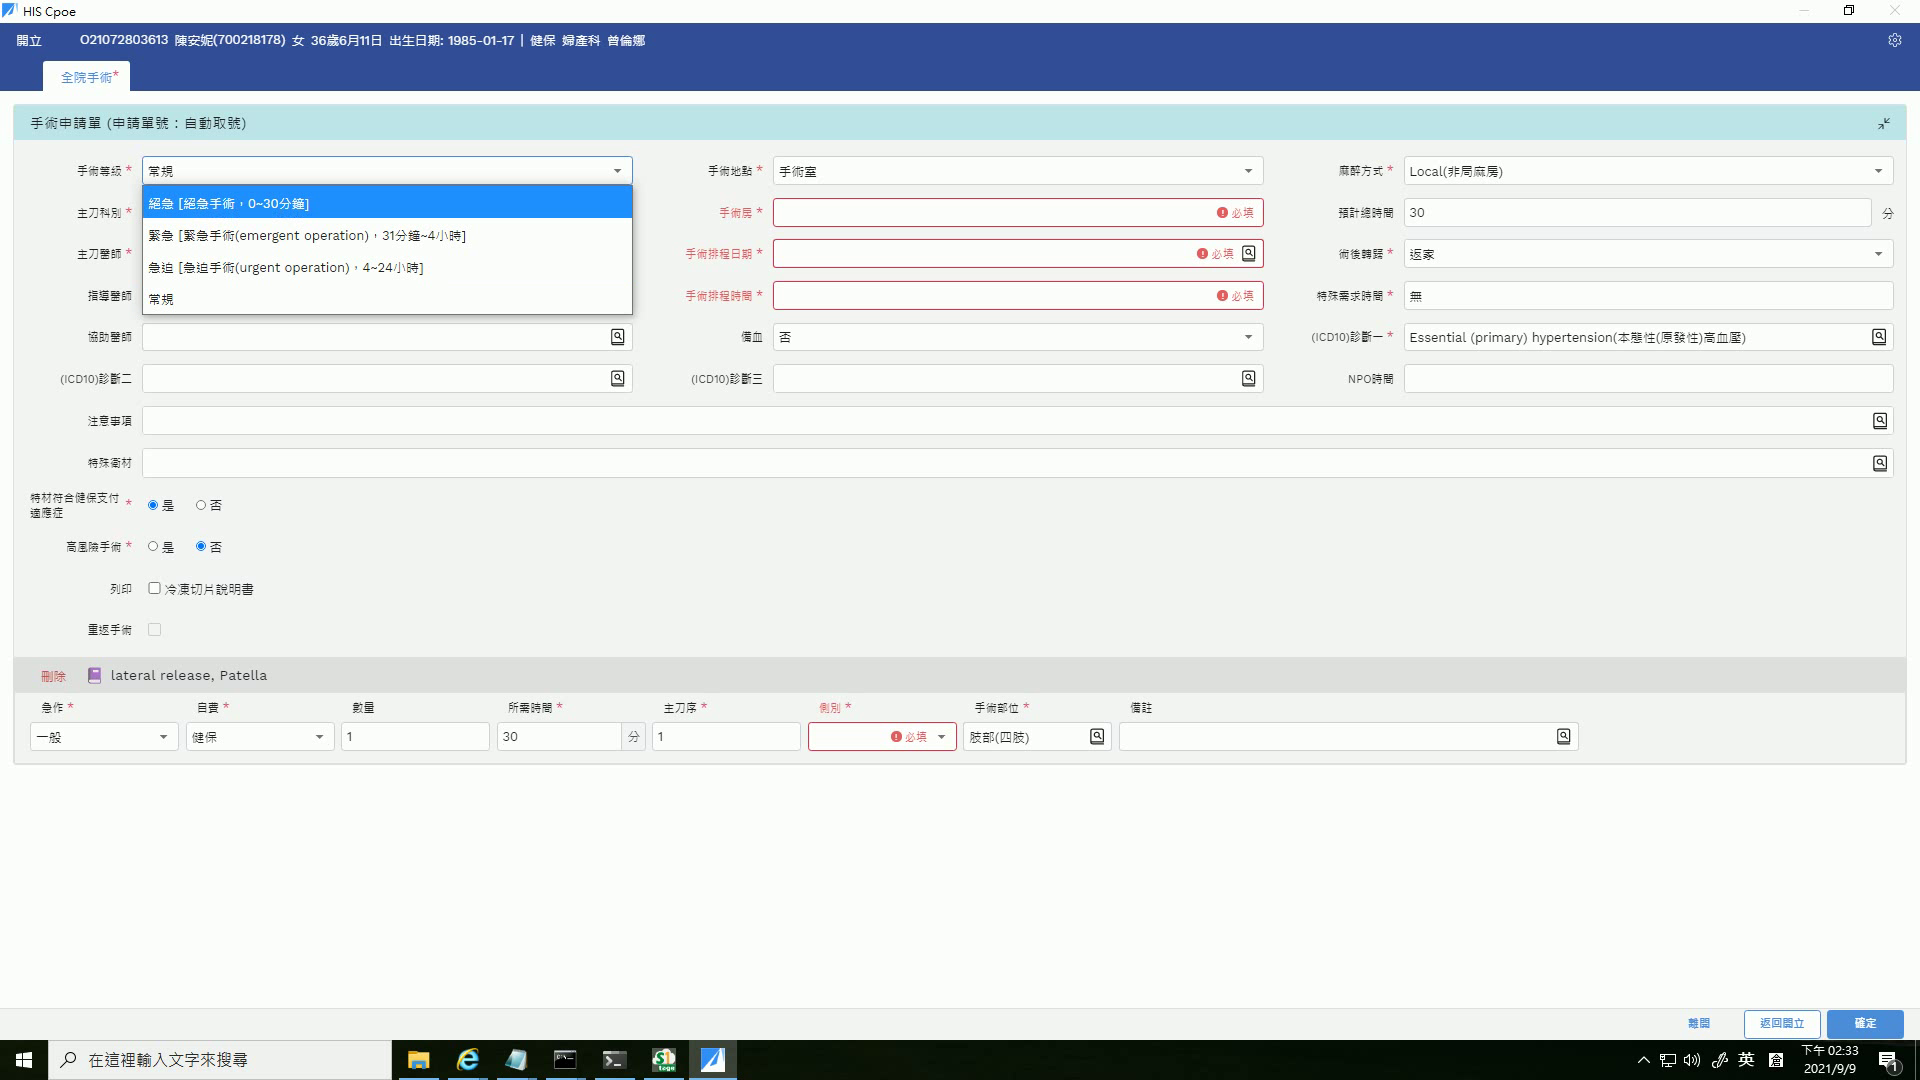 HIS Cpoe
開立 O21072803613 陳安妮(700218178) 女 36歲6月11日 出生日期: 1985-01-17 | 健保 婦產科 曾倫娜
全院手術*
手術申請單 (申請單號：自動取號)
手術等級 * 常規 手術地點 * 手術室 麻醉方式 * Local(非局麻房)
絕急 [絕急手術，0~30分鐘]
主刀科別 * 手術房 * 必填 預計總時間 30 分
緊急 [緊急手術(emergent operation)，31分鐘~4小時]
主刀醫師 * 手術排程日期 * 必填 術後轉歸 * 返家
急迫 [急迫手術(urgent operation)，4~24小時]
指導醫師 手術排程時間 * 必填 特殊需求時間 * 無
常規
協助醫師 備血 否 (ICD10)診斷一 * Essential (primary) hypertension(本態性(原發性)高血壓)
(ICD10)診斷二 (ICD10)診斷三 NPO時間
注意事項
特殊衛材
特材符合健保支付適應症 * 是 否
高風險手術 * 是 否
列印 冷凍切片說明書
重返手術
刪除 lateral release, Patella
急作 * 自費 * 數量 所需時間 * 主刀序 * 側別 * 手術部位 * 備註
一般 健保 1 30 分 1 必填 肢部(四肢)
離開 返回開立 確定
在這裡輸入文字來搜尋 英 下午 02:33
2021/9/9 1